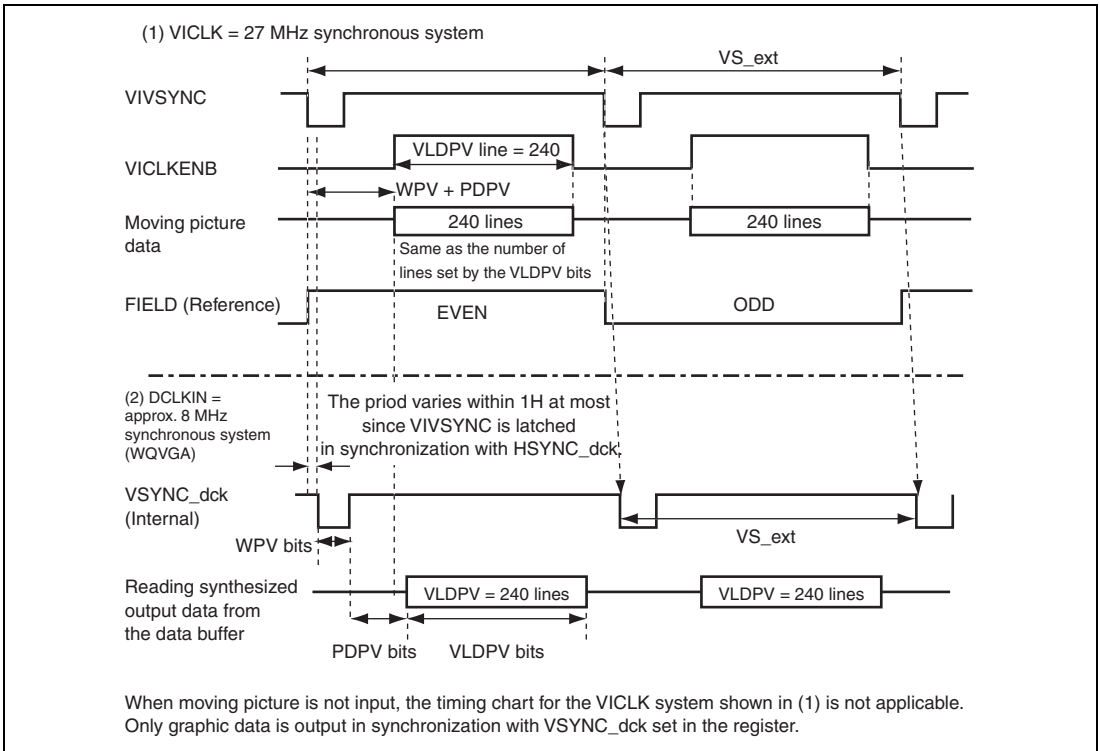 (1) VICLK = 27 MHz synchronous system
VS_ext
VIVSYNC
VLDPV line = 240
VICLKENB
WPV + PDPV
Moving picture
data
240 lines
240 lines
Same as the number of
lines set by the VLDPV bits
FIELD (Reference)
EVEN
ODD
(2) DCLKIN =
approx. 8 MHz
synchronous system
(WQVGA)
The priod varies within 1H at most
since VIVSYNC is latched
in synchronization with HSYNC_dck.
VSYNC_dck
(Internal)
VS_ext
WPV bits
Reading synthesized
output data from
the data buffer
VLDPV = 240 lines
VLDPV = 240 lines
PDPV bits
VLDPV bits
When moving picture is not input, the timing chart for the VICLK system shown in (1) is not applicable.
Only graphic data is output in synchronization with VSYNC_dck set in the register.